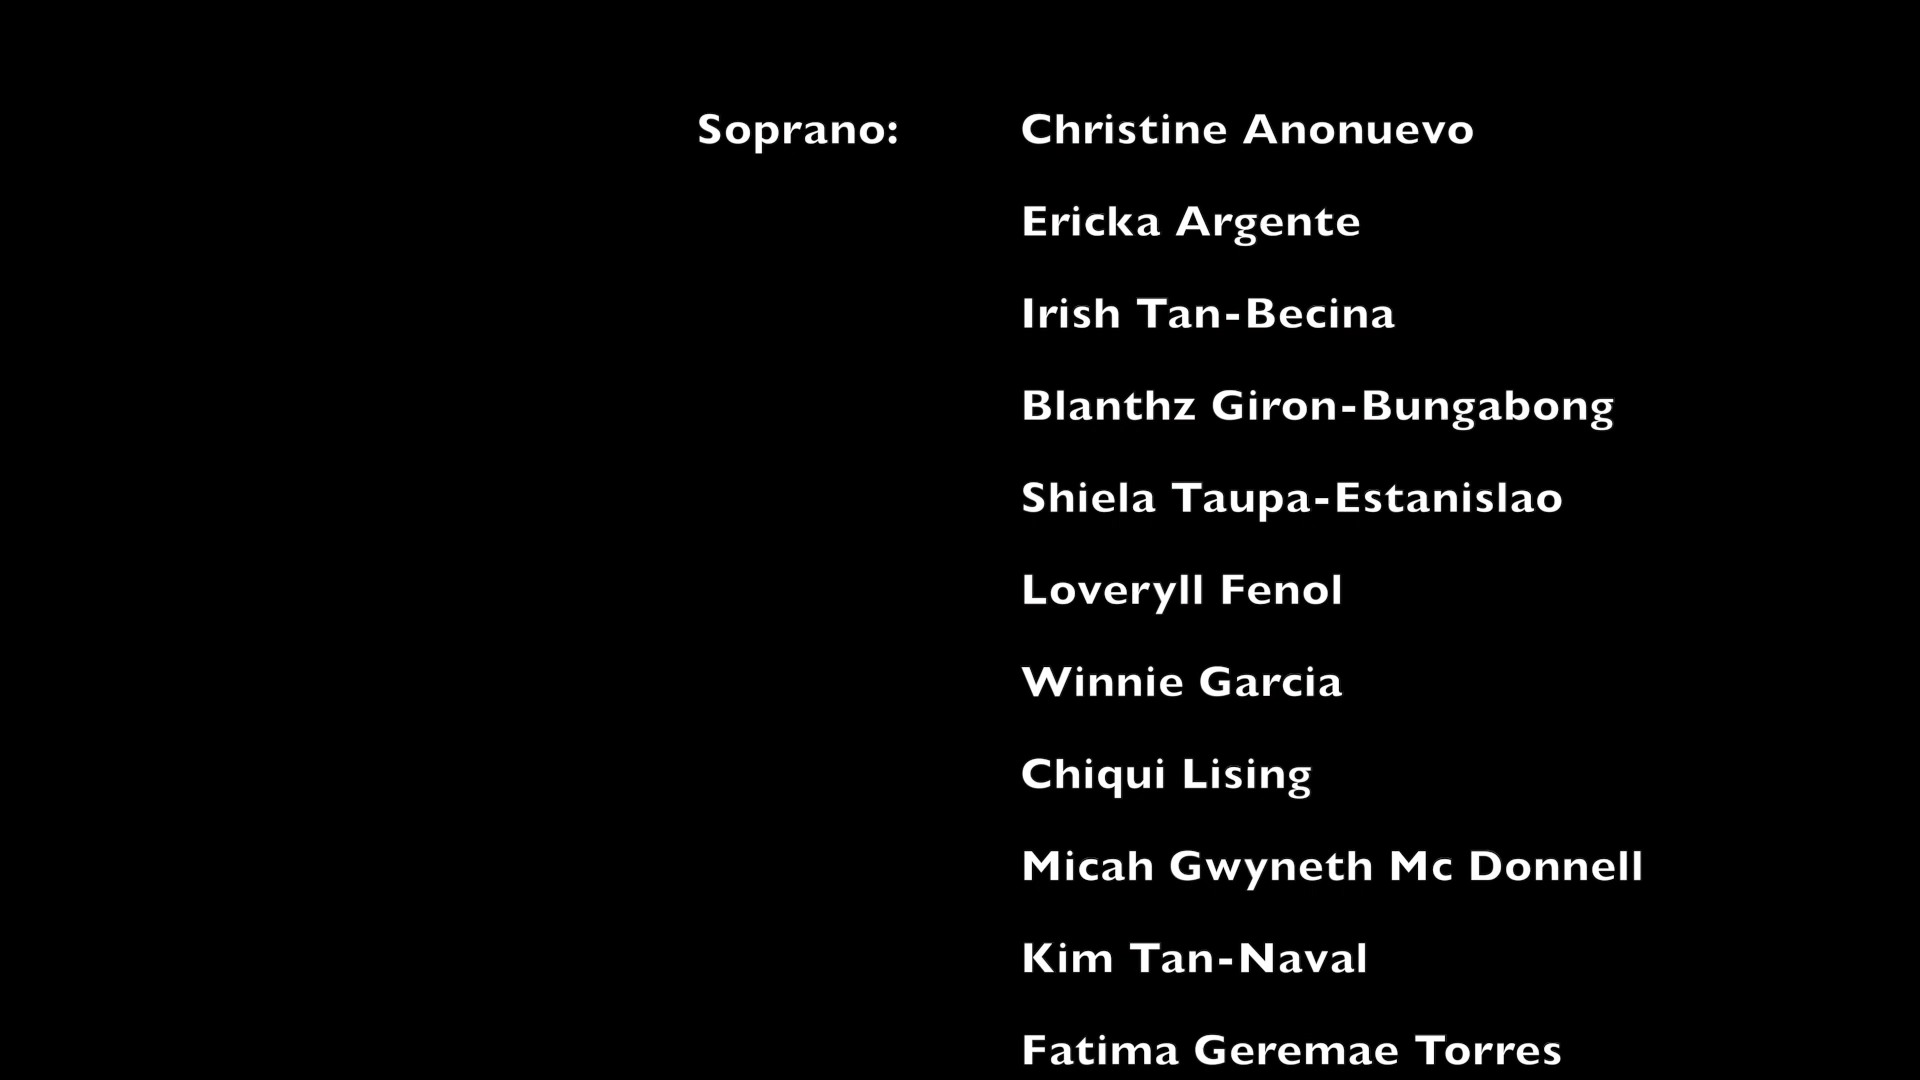 Soprano: Christine Anonuevo
Ericka Argente
Irish Tan-Becina
Blanthz Giron-Bungabong
Shiela Taupa-Estanislao
Loveryll Fenol
Winnie Garcia
Chiqui Lising
Micah Gwyneth Mc Donnell
Kim Tan-Naval
Fatima Geremae Torres